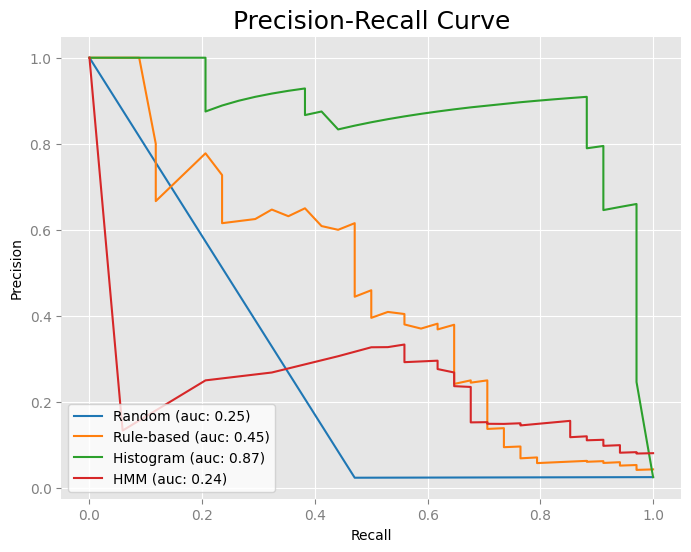 Precision-Recall Curve
Precision
1.0
0.8
0.6
0.4
0.2
0.0
Random (auc: 0.25)
Rule-based (auc: 0.45)
Histogram (auc: 0.87)
HMM (auc: 0.24)
0.0 0.2 0.4 0.6 0.8 1.0
Recall